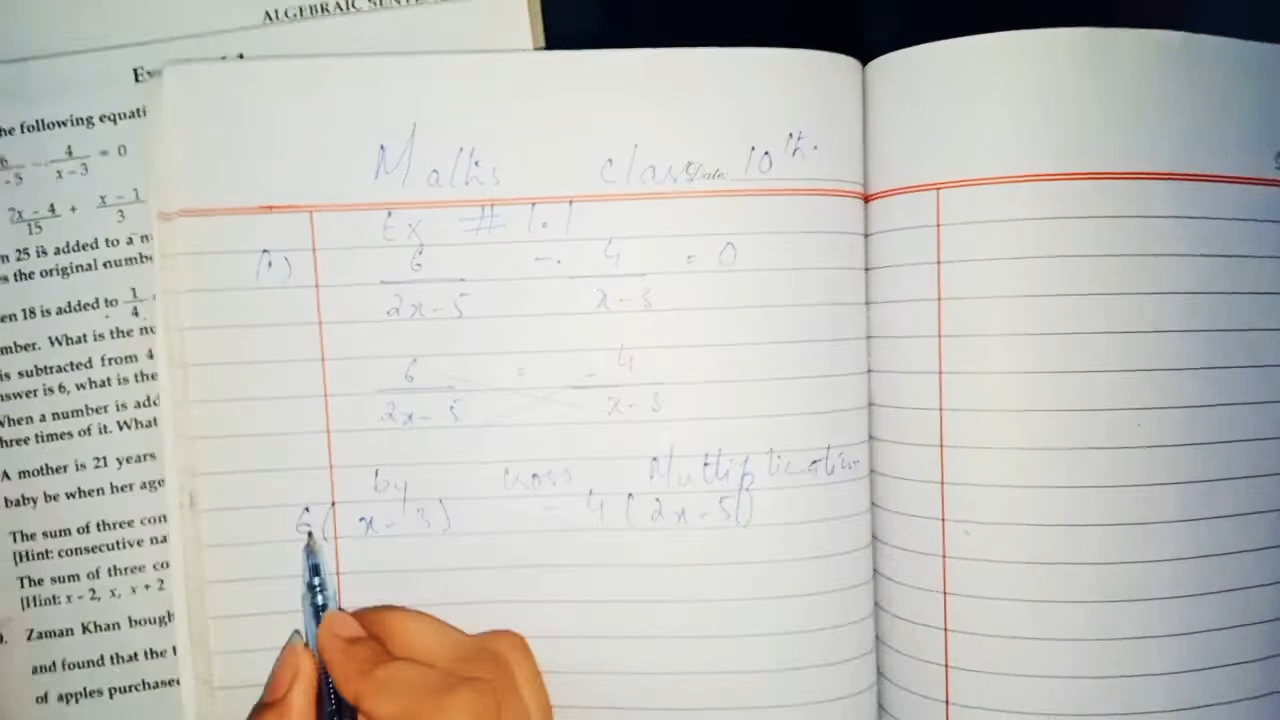 ALGEBRAIC
he following equati
6/-5 - 4/x-3 = 0
7x-4/15 + x-1/3
n 25 is added to a
s the original numb
en 18 is added to 1/4
mber. What is the
is subtracted from 4
nswer is 6, what is the
When a number is add
hree times of it. What
A mother is 21 years
baby be when her age
The sum of three con
[Hint: consecutive na
The sum of three co
[Hint: x - 2, x, x + 2
Zaman Khan bough
and found that the
of apples purchase
Maths Class Date: 10th.
Ex # 1.1
6/2x-5 - 4/x-3 = 0
6/2x-5 = 4/x-3
by cross Multiplication
6(x-3) = 4(2x-5)